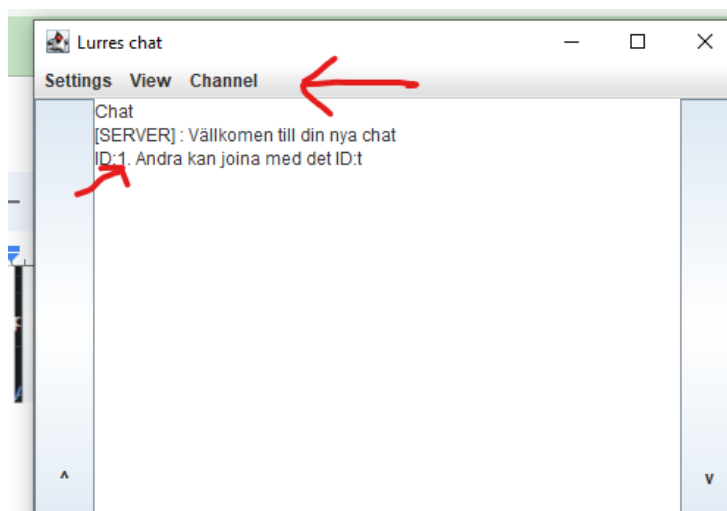 Lurres chat
Settings View Channel
Chat
[SERVER] : Vällkomen till din nya chat
ID:1. Andra kan joina med det ID:t
^
v